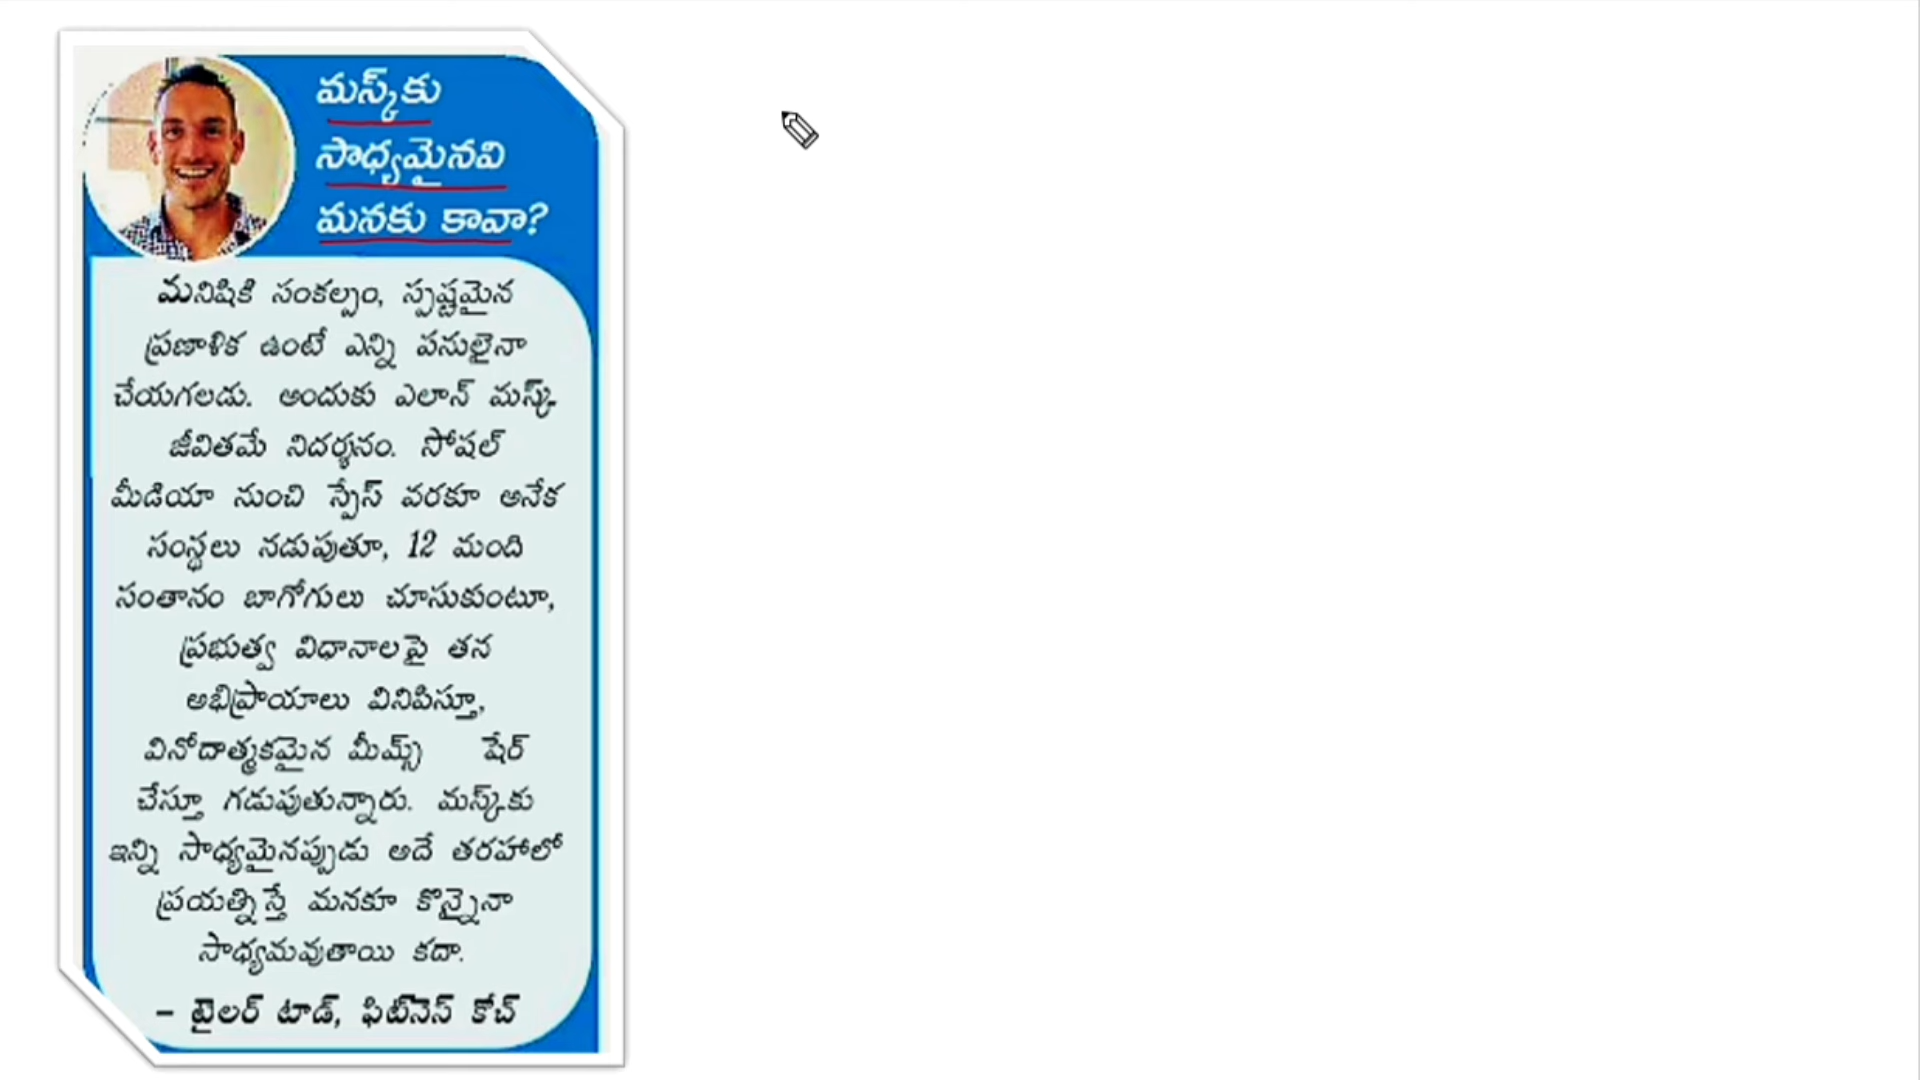 మస్క్‌కు
సాధ్యమైనవి
మనకు కావా?
మనిషికి సంకల్పం, స్పష్టమైన
ప్రణాళిక ఉంటే ఎన్ని పనులైనా
చేయగలడు. అందుకు ఎలాన్ మస్క్
జీవితమే నిదర్శనం. సోషల్
మీడియా నుంచి స్పేస్ వరకూ అనేక
సంస్థలు నడుపుతూ, 12 మంది
సంతానం బాగోగులు చూసుకుంటూ,
ప్రభుత్వ విధానాలపై తన
అభిప్రాయాలు వినిపిస్తూ,
వినోదాత్మకమైన మీమ్స్ షేర్
చేస్తూ గడుపుతున్నారు. మస్క్‌కు
ఇన్ని సాధ్యమైనప్పుడు అదే తరహాలో
ప్రయత్నిస్తే మనకూ కొన్నైనా
సాధ్యమవుతాయి కదా.
– టైలర్ టాడ్, ఫిట్‌నెస్ కోచ్